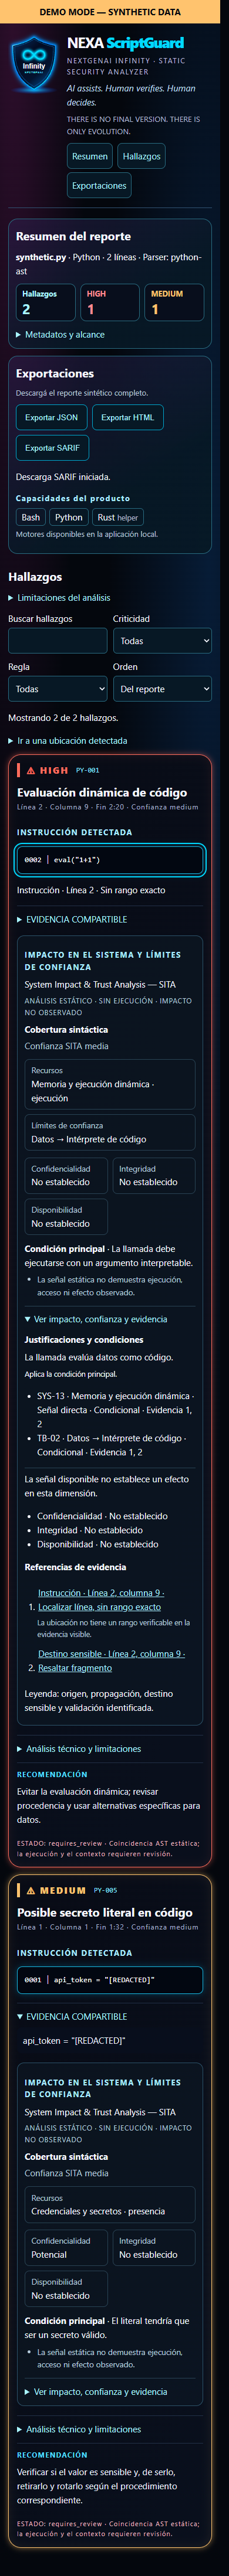 DEMO MODE — SYNTHETIC DATA
NEXA ScriptGuard
NEXTGENAI INFINITY · STATIC
SECURITY ANALYZER
Infinity
AI assists. Human verifies. Human
decides.
THERE IS NO FINAL VERSION. THERE IS
ONLY EVOLUTION.
Resumen
Hallazgos
Exportaciones
Resumen del reporte
synthetic.py · Python · 2 líneas · Parser: python-
ast
Hallazgos
2
HIGH
1
MEDIUM
1
▶ Metadatos y alcance
Exportaciones
Descargá el reporte sintético completo.
Exportar JSON
Exportar HTML
Exportar SARIF
Descarga SARIF iniciada.
Capacidades del producto
Bash
Python
Rust helper
Motores disponibles en la aplicación local.
Hallazgos
▶ Limitaciones del análisis
Buscar hallazgos
Criticidad
Todas
Regla
Orden
Todas
Del reporte
Mostrando 2 de 2 hallazgos.
▶ Ir a una ubicación detectada
⚠ HIGH PY-001
Evaluación dinámica de código
Línea 2 · Columna 9 · Fin 2:20 · Confianza medium
INSTRUCCIÓN DETECTADA
0002 | eval("1+1")
Instrucción · Línea 2 · Sin rango exacto
▶ EVIDENCIA COMPARTIBLE
IMPACTO EN EL SISTEMA Y LÍMITES
DE CONFIANZA
System Impact & Trust Analysis — SITA
ANÁLISIS ESTÁTICO · SIN EJECUCIÓN · IMPACTO
NO OBSERVADO
Cobertura sintáctica
Confianza SITA media
Recursos
Memoria y ejecución dinámica ·
ejecución
Límites de confianza
Datos → Intérprete de código
Confidencialidad
No establecido
Integridad
No establecido
Disponibilidad
No establecido
Condición principal · La llamada debe
ejecutarse con un argumento interpretable.
• La señal estática no demuestra ejecución,
acceso ni efecto observado.
▼ Ver impacto, confianza y evidencia
Justificaciones y condiciones
La llamada evalúa datos como código.
Aplica la condición principal.
• SYS-13 · Memoria y ejecución dinámica ·
Señal directa · Condicional · Evidencia 1,
2
• TB-02 · Datos → Intérprete de código ·
Condicional · Evidencia 1, 2
La señal disponible no establece un efecto
en esta dimensión.
• Confidencialidad · No establecido
• Integridad · No establecido
• Disponibilidad · No establecido
Referencias de evidencia
1. Instrucción · Línea 2, columna 9 ·
Localizar línea, sin rango exacto
La ubicación no tiene un rango verificable en la
evidencia visible.
2. Destino sensible · Línea 2, columna 9 ·
Resaltar fragmento
Leyenda: origen, propagación, destino
sensible y validación identificada.
▶ Análisis técnico y limitaciones
RECOMENDACIÓN
Evitar la evaluación dinámica; revisar
procedencia y usar alternativas específicas para
datos.
ESTADO: requires_review · Coincidencia AST estática;
la ejecución y el contexto requieren revisión.
⚠ MEDIUM PY-005
Posible secreto literal en código
Línea 1 · Columna 1 · Fin 1:32 · Confianza medium
INSTRUCCIÓN DETECTADA
0001 | api_token = "[REDACTED]"
▼ EVIDENCIA COMPARTIBLE
api_token = "[REDACTED]"
IMPACTO EN EL SISTEMA Y LÍMITES
DE CONFIANZA
System Impact & Trust Analysis — SITA
ANÁLISIS ESTÁTICO · SIN EJECUCIÓN · IMPACTO
NO OBSERVADO
Cobertura sintáctica
Confianza SITA media
Recursos
Credenciales y secretos · presencia
Confidencialidad
Potencial
Integridad
No establecido
Disponibilidad
No establecido
Condición principal · El literal tendría que
ser un secreto válido.
• La señal estática no demuestra ejecución,
acceso ni efecto observado.
▶ Ver impacto, confianza y evidencia
▶ Análisis técnico y limitaciones
RECOMENDACIÓN
Verificar si el valor es sensible y, de serlo,
retirarlo y rotarlo según el procedimiento
correspondiente.
ESTADO: requires_review · Coincidencia AST estática;
la ejecución y el contexto requieren revisión.